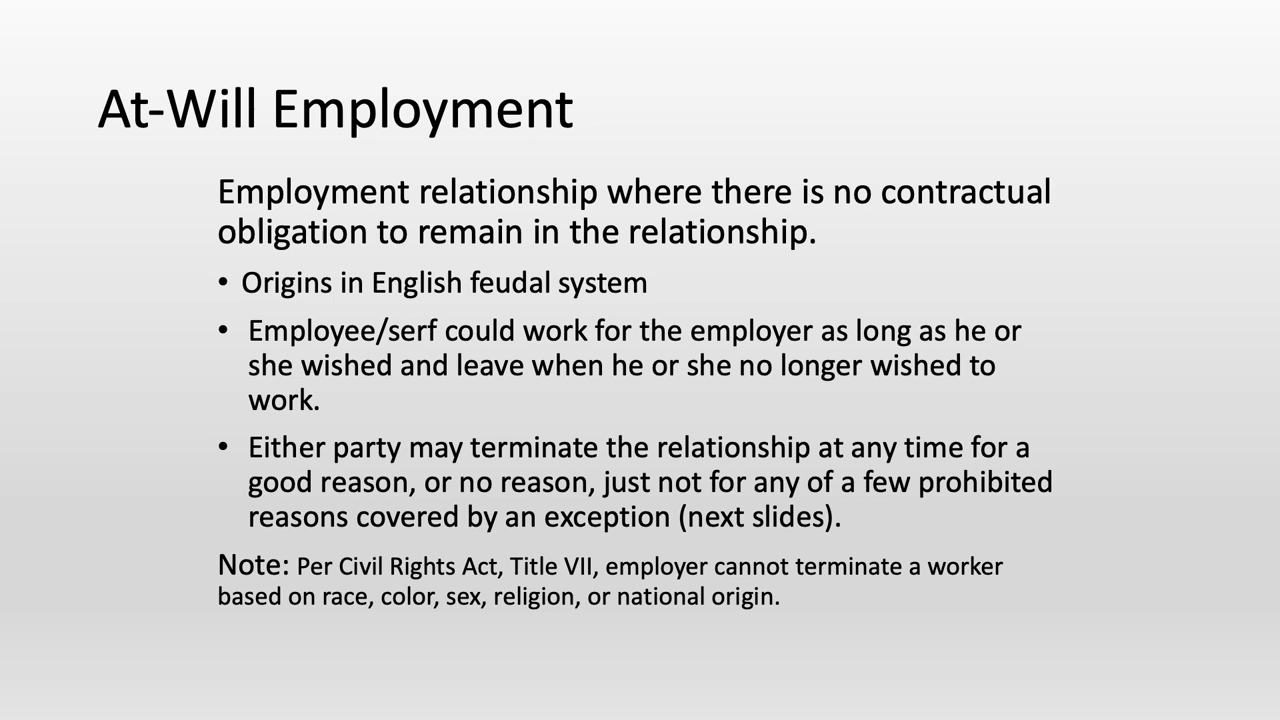 At-Will Employment
Employment relationship where there is no contractual
obligation to remain in the relationship.
• Origins in English feudal system
• Employee/serf could work for the employer as long as he or
she wished and leave when he or she no longer wished to
work.
• Either party may terminate the relationship at any time for a
good reason, or no reason, just not for any of a few prohibited
reasons covered by an exception (next slides).
Note: Per Civil Rights Act, Title VII, employer cannot terminate a worker
based on race, color, sex, religion, or national origin.